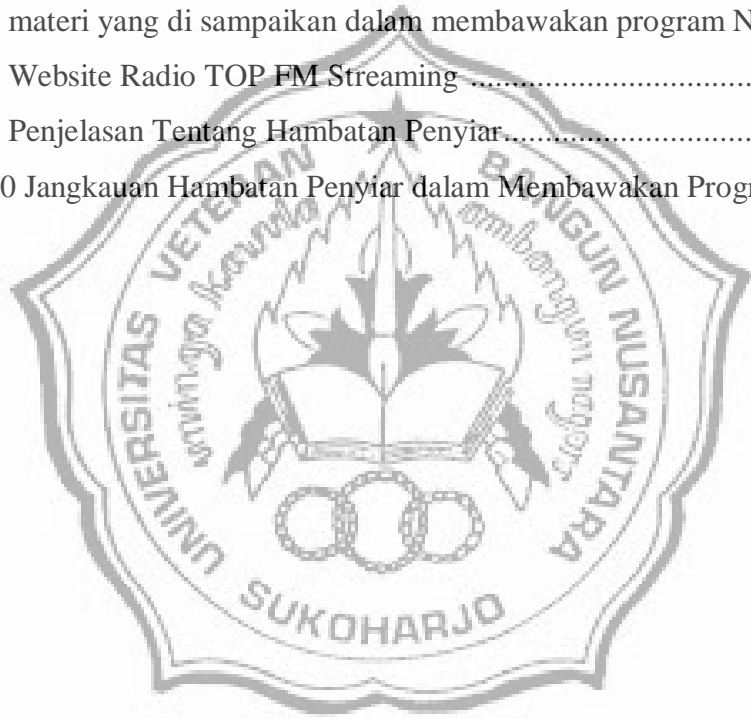 materi yang di sampaikan dalam membawakan program N
Website Radio TOP FM Streaming ................................
Penjelasan Tentang Hambatan Penyiar............................
0 Jangkauan Hambatan Penyiar dalam Membawakan Progr
UNIVERSITAS VETERAN BANGUN NUSANTARA
SUKOHARJO